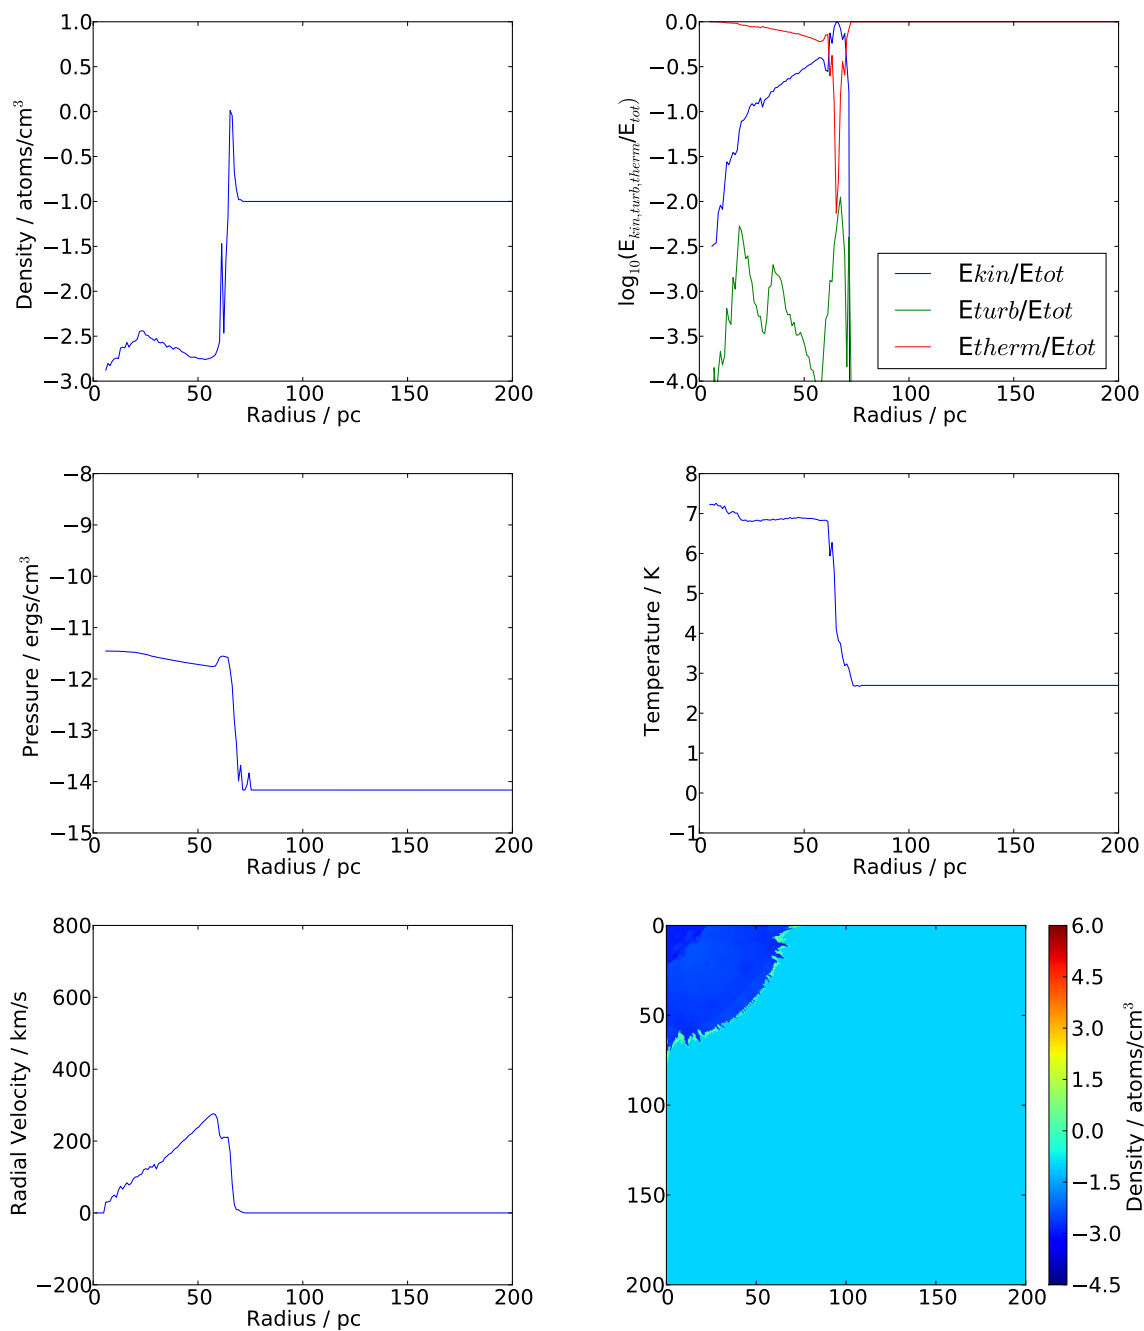 1.0
0.5
0.0
−0.5
−1.0
−1.5
−2.0
−2.5
−3.0
Density / atoms/cm³
0 50 100 150 200
Radius / pc
0.0
−0.5
−1.0
−1.5
−2.0
−2.5
−3.0
−3.5
−4.0
log₁₀(E_{kin,turb,therm}/E_{tot})
Ekin/Etot
Eturb/Etot
Etherm/Etot
0 50 100 150 200
Radius / pc
−8
−9
−10
−11
−12
−13
−14
−15
Pressure / ergs/cm³
0 50 100 150 200
Radius / pc
8
7
6
5
4
3
2
1
0
−1
Temperature / K
0 50 100 150 200
Radius / pc
800
600
400
200
0
−200
Radial Velocity / km/s
0 50 100 150 200
Radius / pc
0
50
100
150
200
0 50 100 150 200
6.0
4.5
3.0
1.5
0.0
−1.5
−3.0
−4.5
Density / atoms/cm³